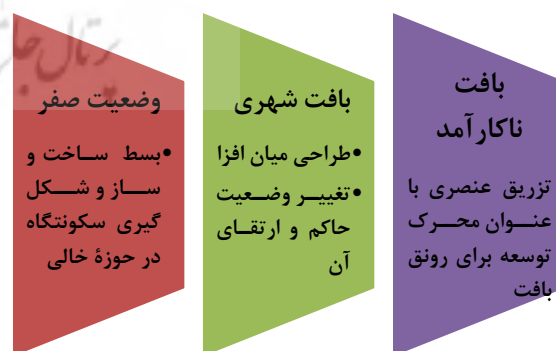 بافت
ناکارآمد
تزریق عنصری با
عنوان محرک
توسعه برای رونق
بافت
بافت شهری
•طراحی میان افزا
•تغییر وضعیت
حاکم و ارتقای
آن
وضعیت صفر
•بسط ساخت و
ساز و شکل
گیری سکونتگاه
در حوزهٔ خالی